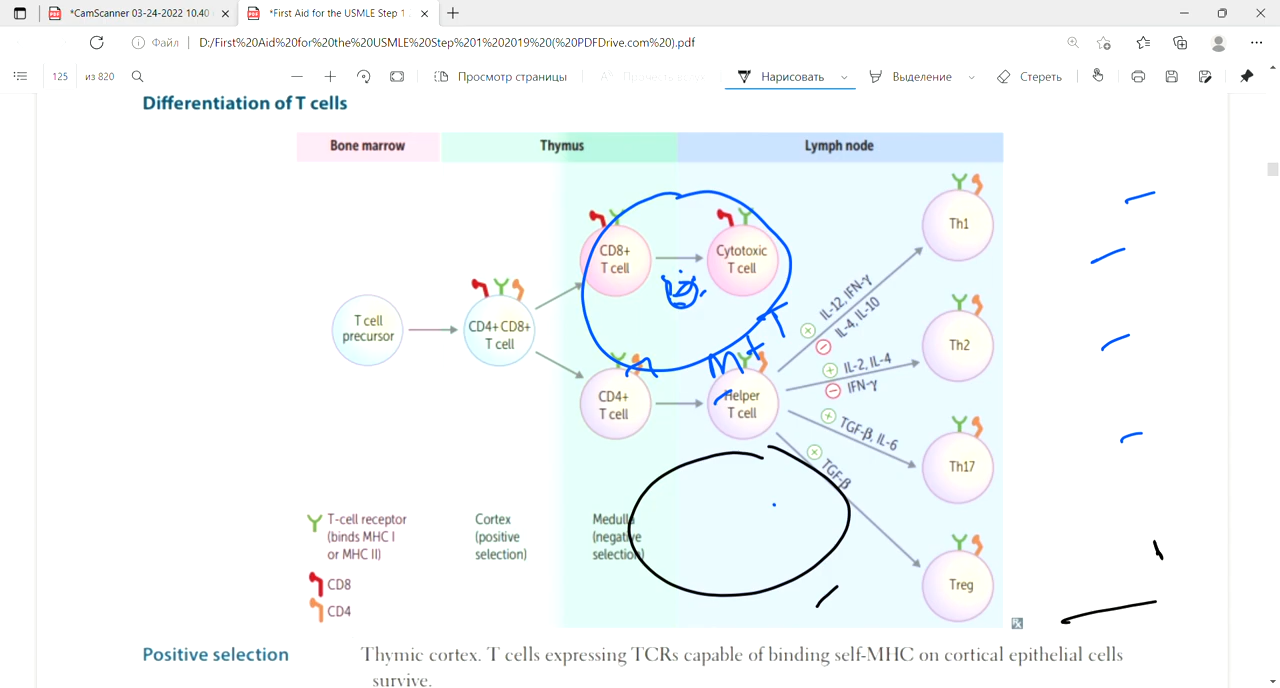 *CamScanner 03-24-2022 10.40
*First Aid for the USMLE Step 1
Файл
D:/First%20Aid%20for%20the%20USMLE%20Step%201%202019%20(%20PDFDrive.com%20).pdf
125 из 820
Просмотр страницы
Нарисовать
Выделение
Стереть
Differentiation of T cells
Bone marrow
Thymus
Lymph node
T cell
precursor
CD4+ CD8+
T cell
CD8+
T cell
Cytotoxic
T cell
CD4+
T cell
Helper
T cell
IL-12, IFN-γ
IL-4, IL-10
IL-2, IL-4
IFN-γ
TGF-β, IL-6
TGF-β
Th1
Th2
Th17
Treg
T-cell receptor
(binds MHC I
or MHC II)
CD8
CD4
Cortex
(positive
selection)
Medulla
(negative
selection)
Positive selection
Thymic cortex. T cells expressing TCRs capable of binding self-MHC on cortical epithelial cells
survive.